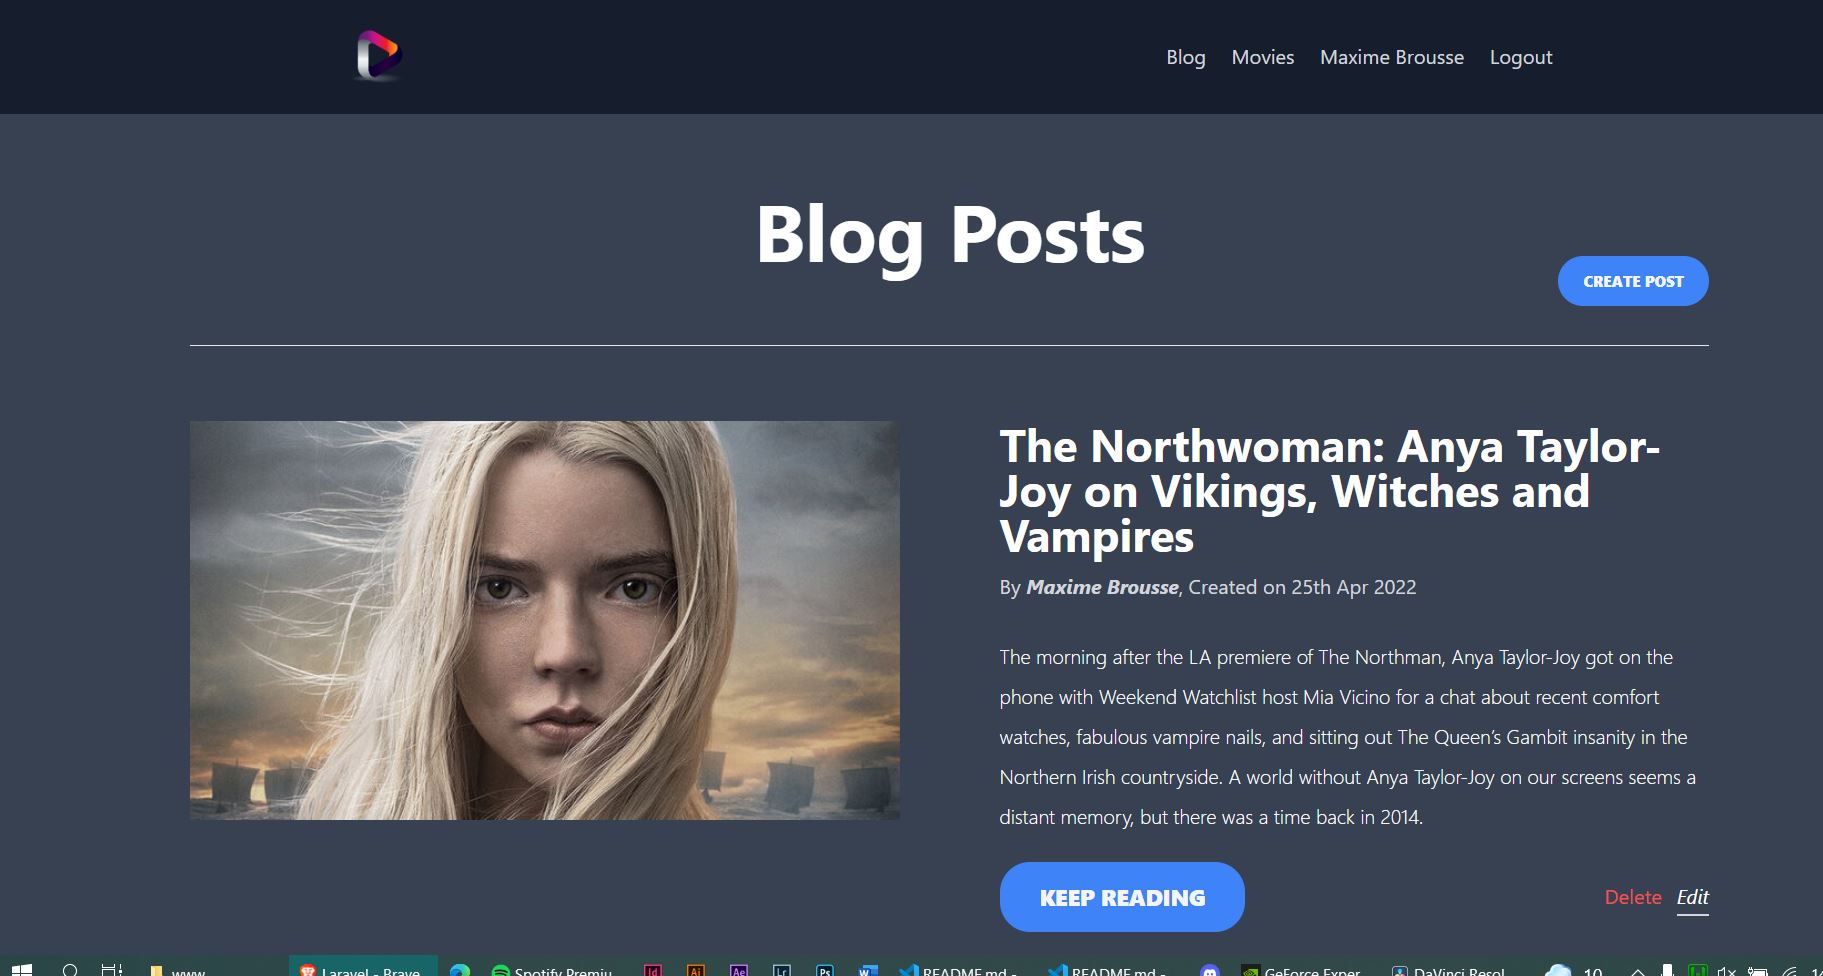 Blog Movies Maxime Brousse Logout
Blog Posts
CREATE POST
The Northwoman: Anya Taylor-
Joy on Vikings, Witches and
Vampires
By Maxime Brousse, Created on 25th Apr 2022
The morning after the LA premiere of The Northman, Anya Taylor-Joy got on the
phone with Weekend Watchlist host Mia Vicino for a chat about recent comfort
watches, fabulous vampire nails, and sitting out The Queen’s Gambit insanity in the
Northern Irish countryside. A world without Anya Taylor-Joy on our screens seems a
distant memory, but there was a time back in 2014.
KEEP READING
Delete Edit
www Laravel - Brave Spotify Premiu Id Ai Ae Lr Ps W README.md - README.md - GeForce Exper DaVinci Resol 10